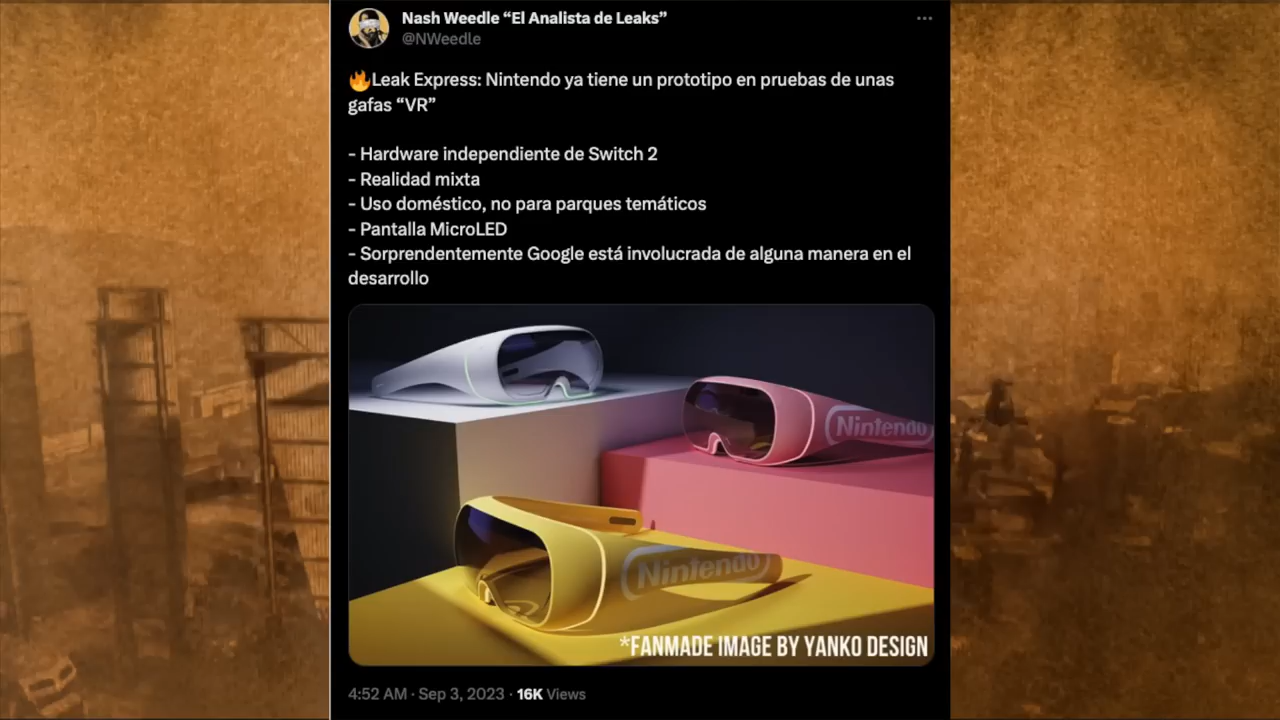 Nash Weedle “El Analista de Leaks”
@NWeedle
🔥Leak Express: Nintendo ya tiene un prototipo en pruebas de unas
gafas “VR”
- Hardware independiente de Switch 2
- Realidad mixta
- Uso doméstico, no para parques temáticos
- Pantalla MicroLED
- Sorprendentemente Google está involucrada de alguna manera en el
desarrollo
Nintendo
Nintendo
*FANMADE IMAGE BY YANKO DESIGN
4:52 AM · Sep 3, 2023 · 16K Views